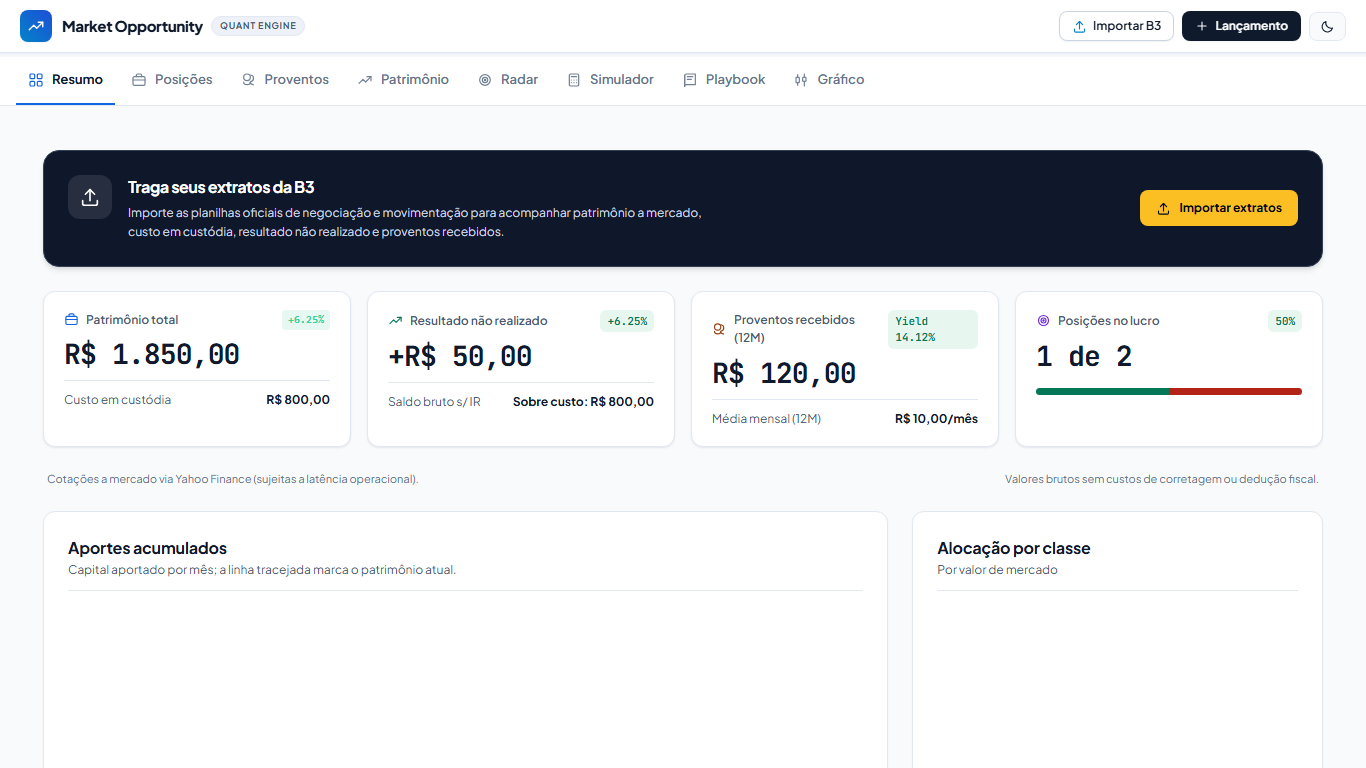 Market Opportunity
QUANT ENGINE
Importar B3
Lançamento
Resumo
Posições
Proventos
Patrimônio
Radar
Simulador
Playbook
Gráfico
Traga seus extratos da B3
Importe as planilhas oficiais de negociação e movimentação para acompanhar patrimônio a mercado,
custo em custódia, resultado não realizado e proventos recebidos.
Importar extratos
Patrimônio total
+6.25%
R$ 1.850,00
Custo em custódia
R$ 800,00
Resultado não realizado
+6.25%
+R$ 50,00
Saldo bruto s/ IR
Sobre custo: R$ 800,00
Proventos recebidos
(12M)
Yield
14.12%
R$ 120,00
Média mensal (12M)
R$ 10,00/mês
Posições no lucro
50%
1 de 2
Cotações a mercado via Yahoo Finance (sujeitas a latência operacional).
Valores brutos sem custos de corretagem ou dedução fiscal.
Aportes acumulados
Capital aportado por mês; a linha tracejada marca o patrimônio atual.
Alocação por classe
Por valor de mercado